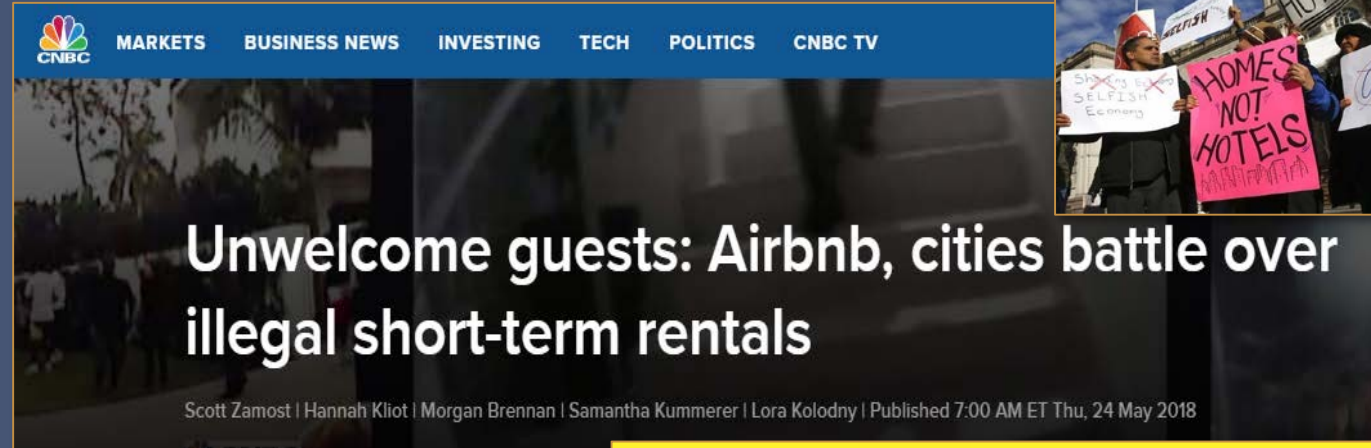 CNBC
MARKETS BUSINESS NEWS INVESTING TECH POLITICS CNBC TV
SELFISH
Sharing Economy
SELFISH
Economy
HOMES
NOT
HOTELS
Unwelcome guests: Airbnb, cities battle over
illegal short-term rentals
Scott Zamost | Hannah Kliot | Morgan Brennan | Samantha Kummerer | Lora Kolodny | Published 7:00 AM ET Thu, 24 May 2018